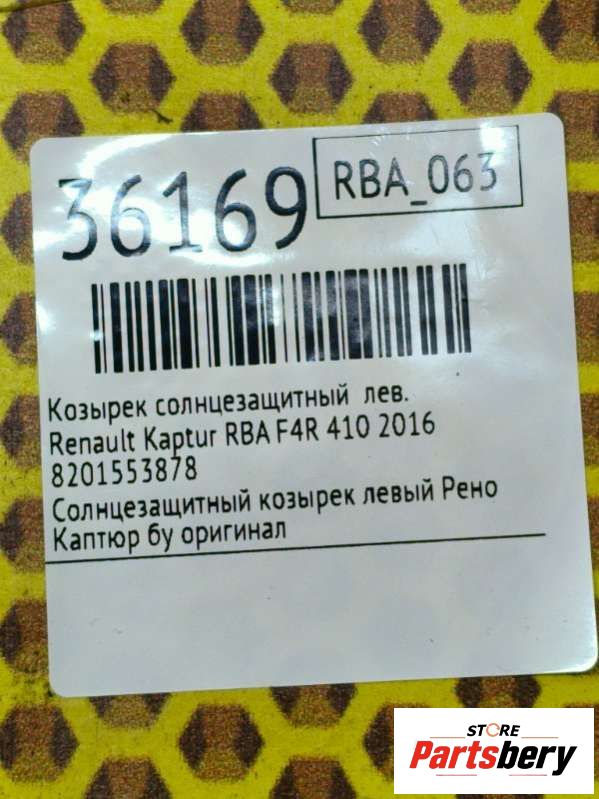 36169
RBA_063
Козырек солнцезащитный лев.
Renault Kaptur RBA F4R 410 2016
8201553878
Солнцезащитный козырек левый Рено
Каптюр бу оригинал
STORE
Partsbery